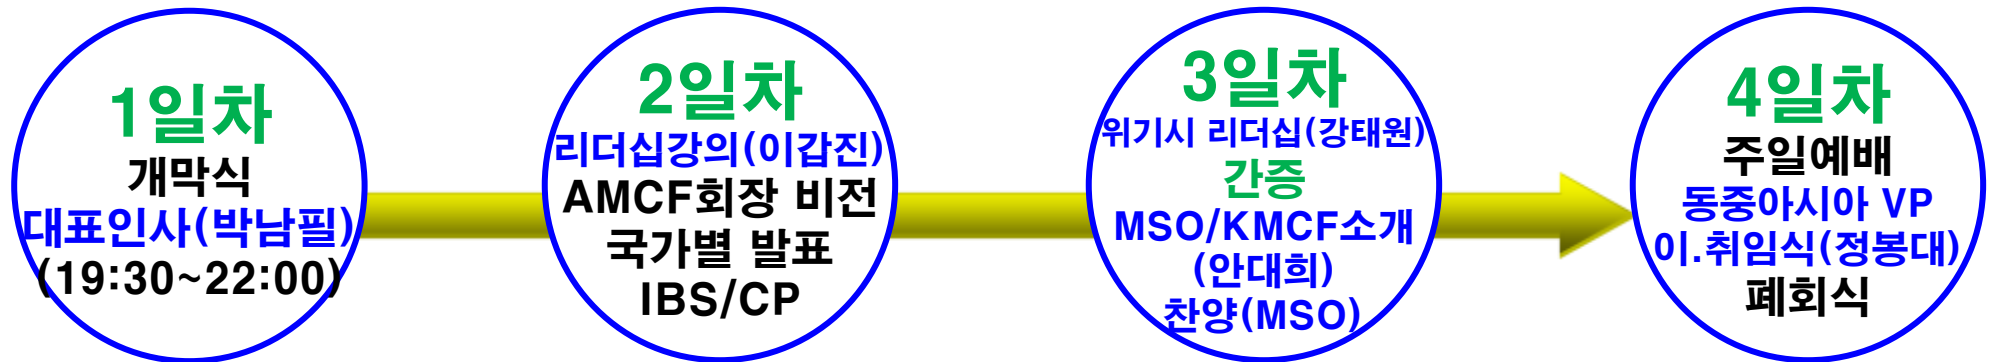 1일차
개막식
대표인사(박남필)
(19:30~22:00)
2일차
리더십강의(이갑진)
AMCF회장 비전
국가별 발표
IBS/CP
3일차
위기시 리더십(강태원)
간증
MSO/KMCF소개
(안대희)
찬양(MSO)
4일차
주일예배
동중아시아 VP
이.취임식(정봉대)
폐회식